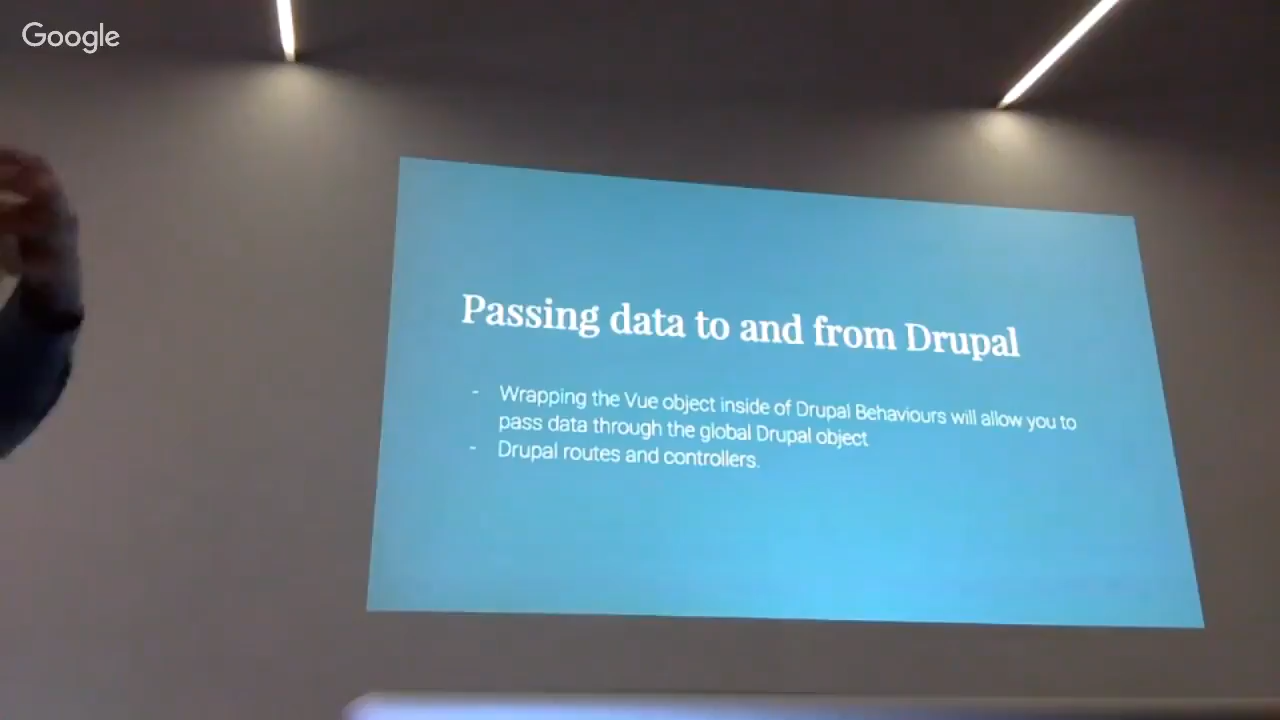 Google
Passing data to and from Drupal
- Wrapping the Vue object inside of Drupal Behaviours will allow you to
pass data through the global Drupal object
- Drupal routes and controllers.